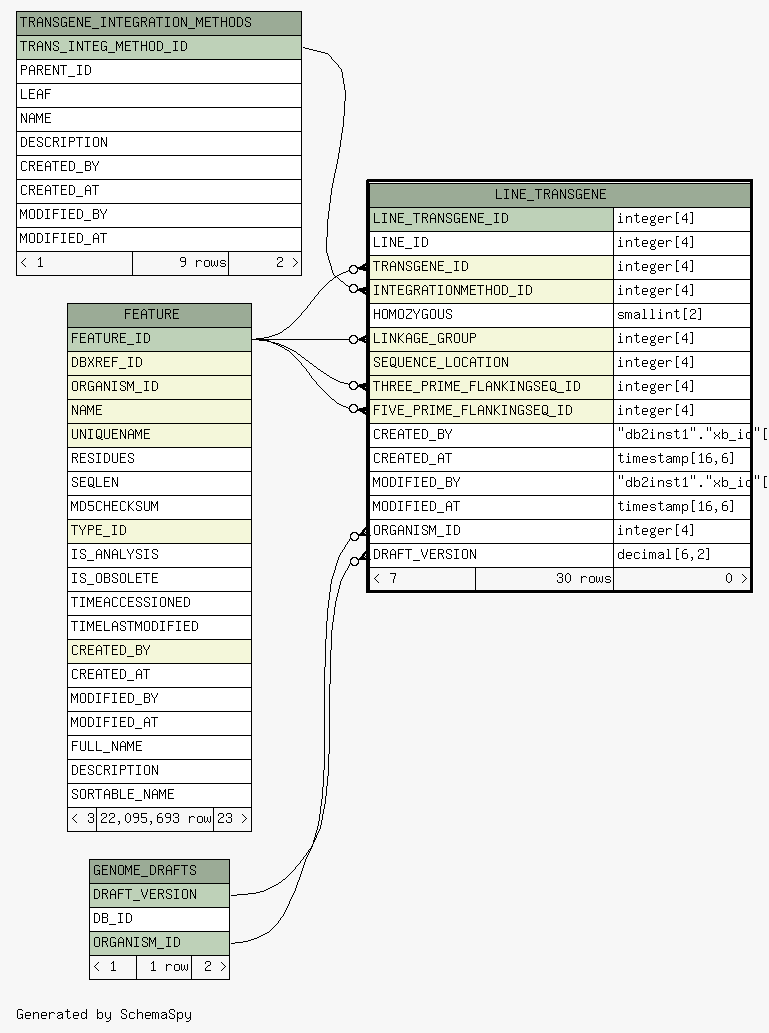 TRANSGENE_INTEGRATION_METHODS
TRANS_INTEG_METHOD_ID
PARENT_ID
LEAF
NAME
DESCRIPTION
CREATED_BY
CREATED_AT
MODIFIED_BY
MODIFIED_AT
< 1 9 rows 2 >
LINE_TRANSGENE
LINE_TRANSGENE_ID integer[4]
LINE_ID integer[4]
TRANSGENE_ID integer[4]
INTEGRATIONMETHOD_ID integer[4]
HOMOZYGOUS smallint[2]
LINKAGE_GROUP integer[4]
SEQUENCE_LOCATION integer[4]
THREE_PRIME_FLANKINGSEQ_ID integer[4]
FIVE_PRIME_FLANKINGSEQ_ID integer[4]
CREATED_BY "db2inst1"."xb_id"[
CREATED_AT timestamp[16,6]
MODIFIED_BY "db2inst1"."xb_id"[
MODIFIED_AT timestamp[16,6]
ORGANISM_ID integer[4]
DRAFT_VERSION decimal[6,2]
< 7 30 rows 0 >
FEATURE
FEATURE_ID
DBXREF_ID
ORGANISM_ID
NAME
UNIQUENAME
RESIDUES
SEQLEN
MD5CHECKSUM
TYPE_ID
IS_ANALYSIS
IS_OBSOLETE
TIMEACCESSIONED
TIMELASTMODIFIED
CREATED_BY
CREATED_AT
MODIFIED_BY
MODIFIED_AT
FULL_NAME
DESCRIPTION
SORTABLE_NAME
< 3 22,095,693 row 23 >
GENOME_DRAFTS
DRAFT_VERSION
DB_ID
ORGANISM_ID
< 1 1 row 2 >
Generated by SchemaSpy